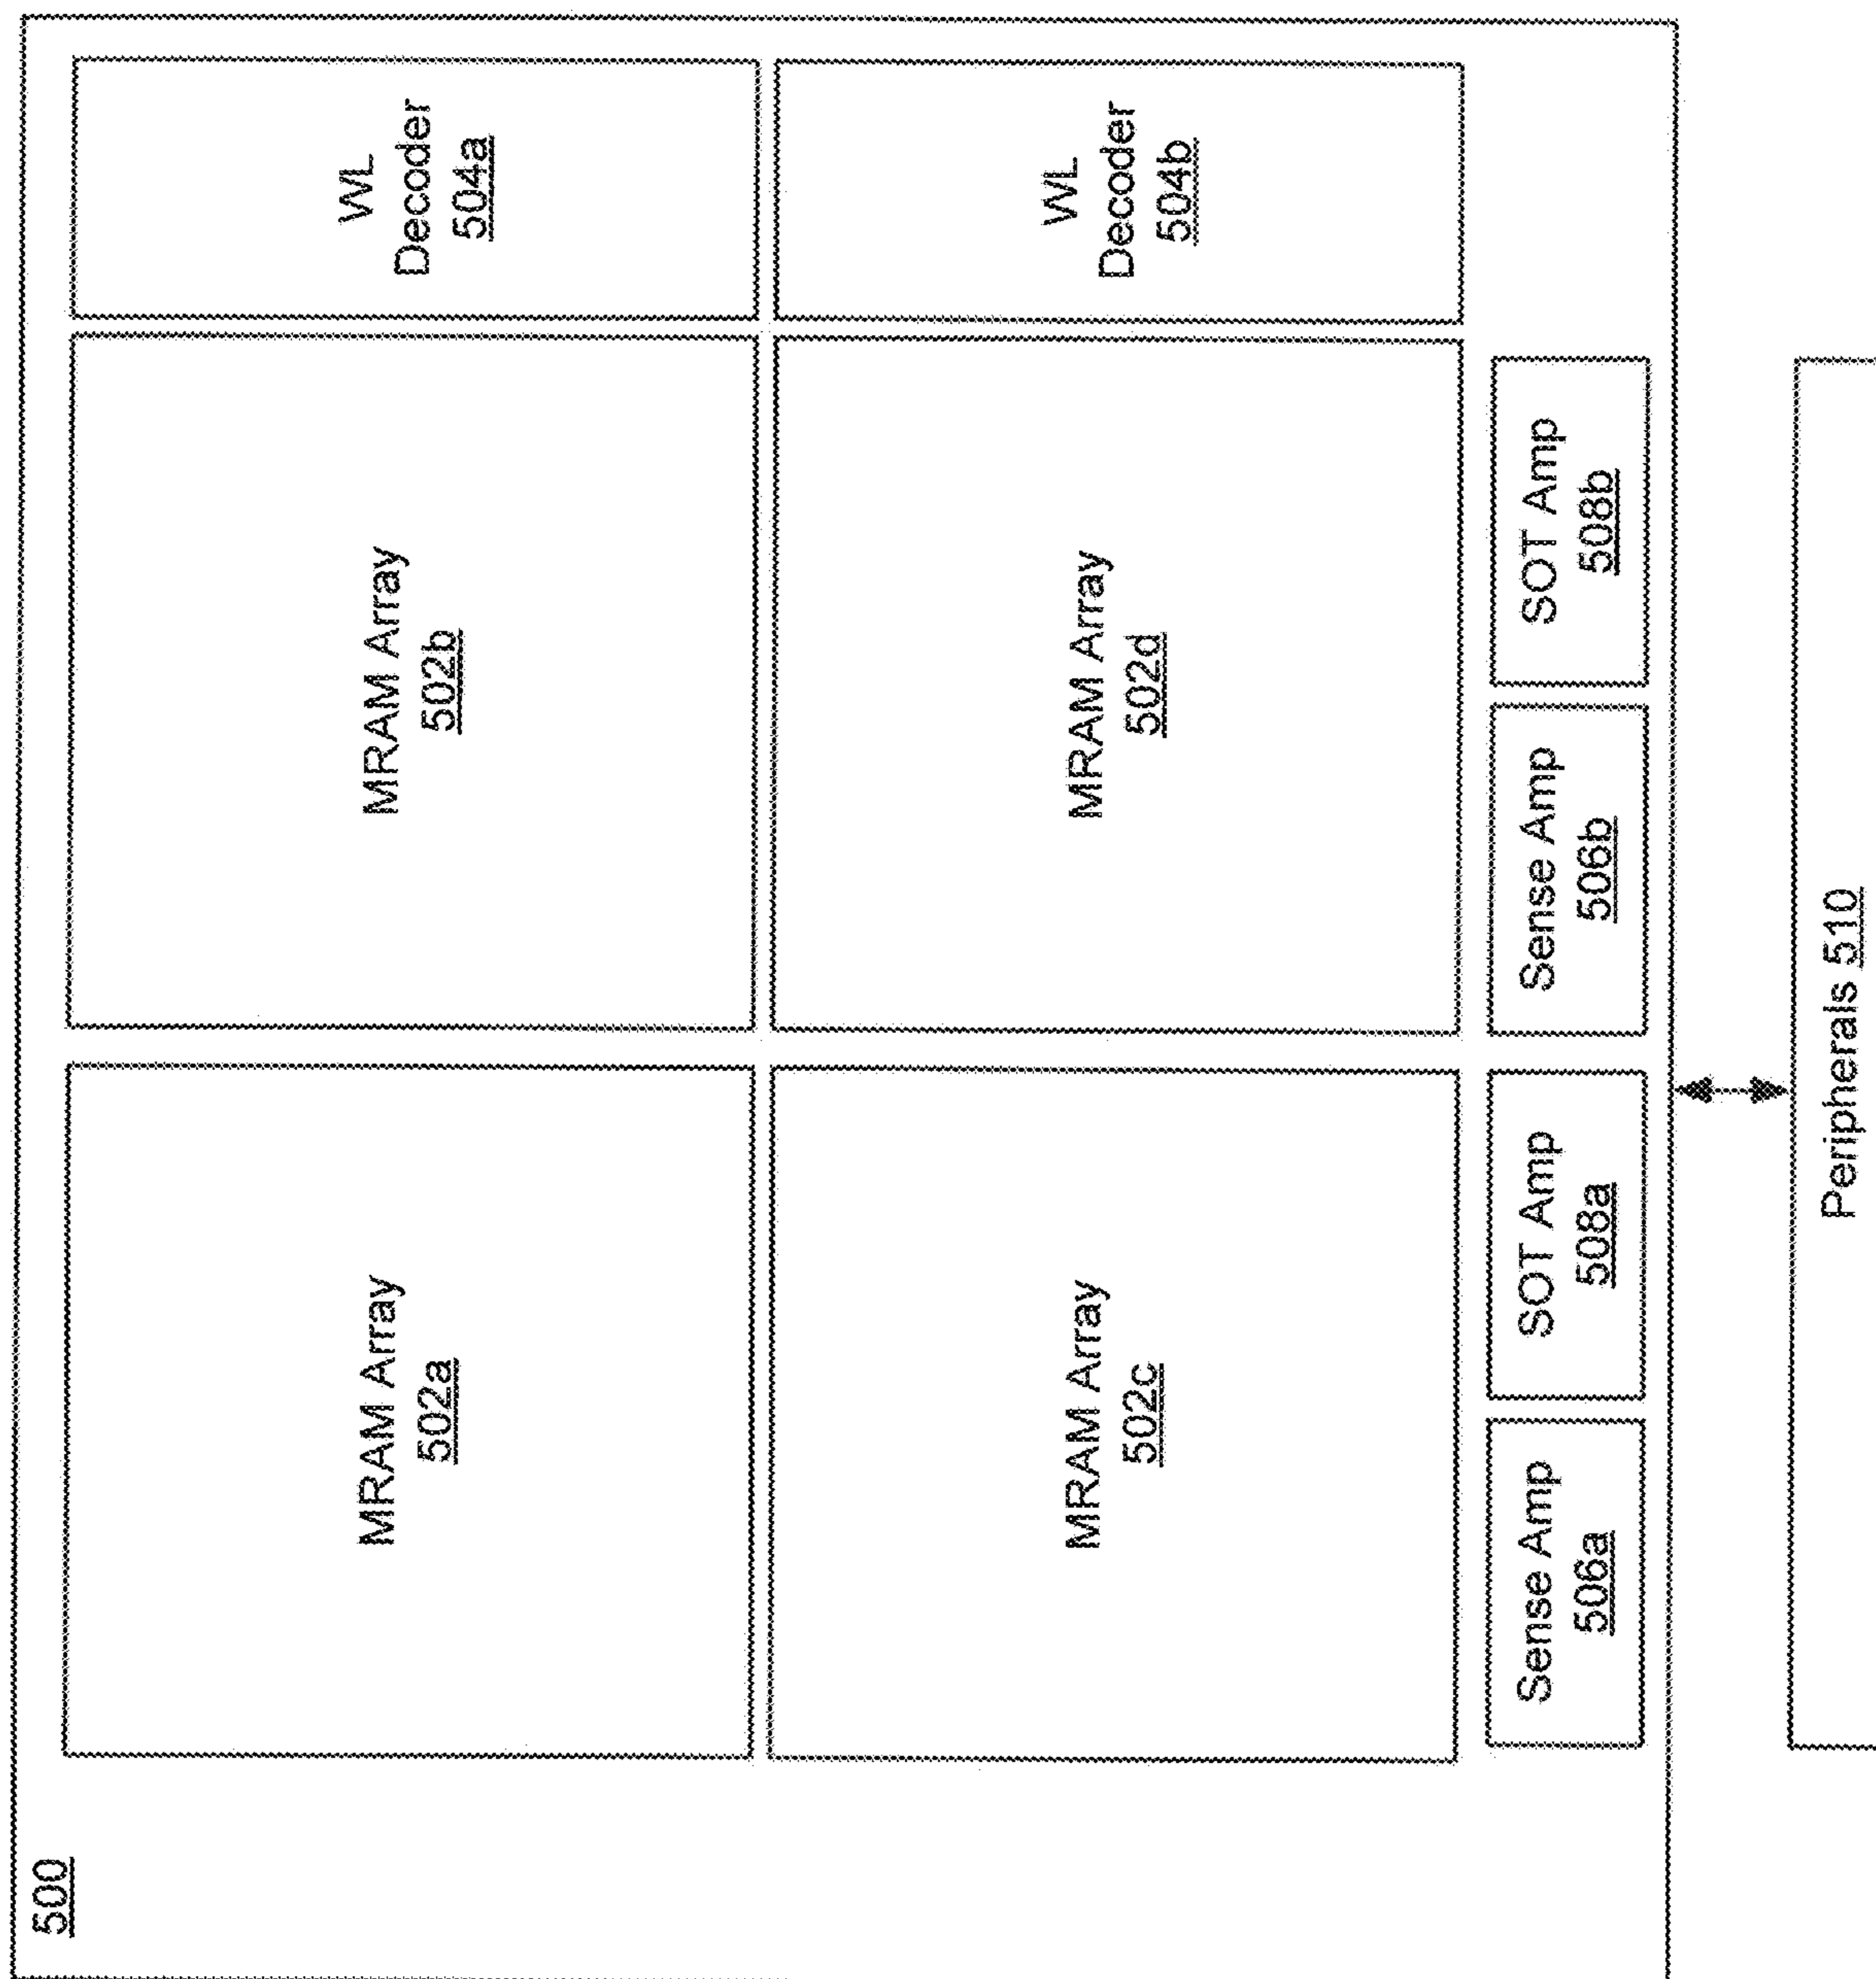 500
MRAM Array
502a
MRAM Array
502b
WL
Decoder
504a
MRAM Array
502c
MRAM Array
502d
WL
Decoder
504b
Sense Amp
506a
SOT Amp
508a
Sense Amp
506b
SOT Amp
508b
Peripherals 510